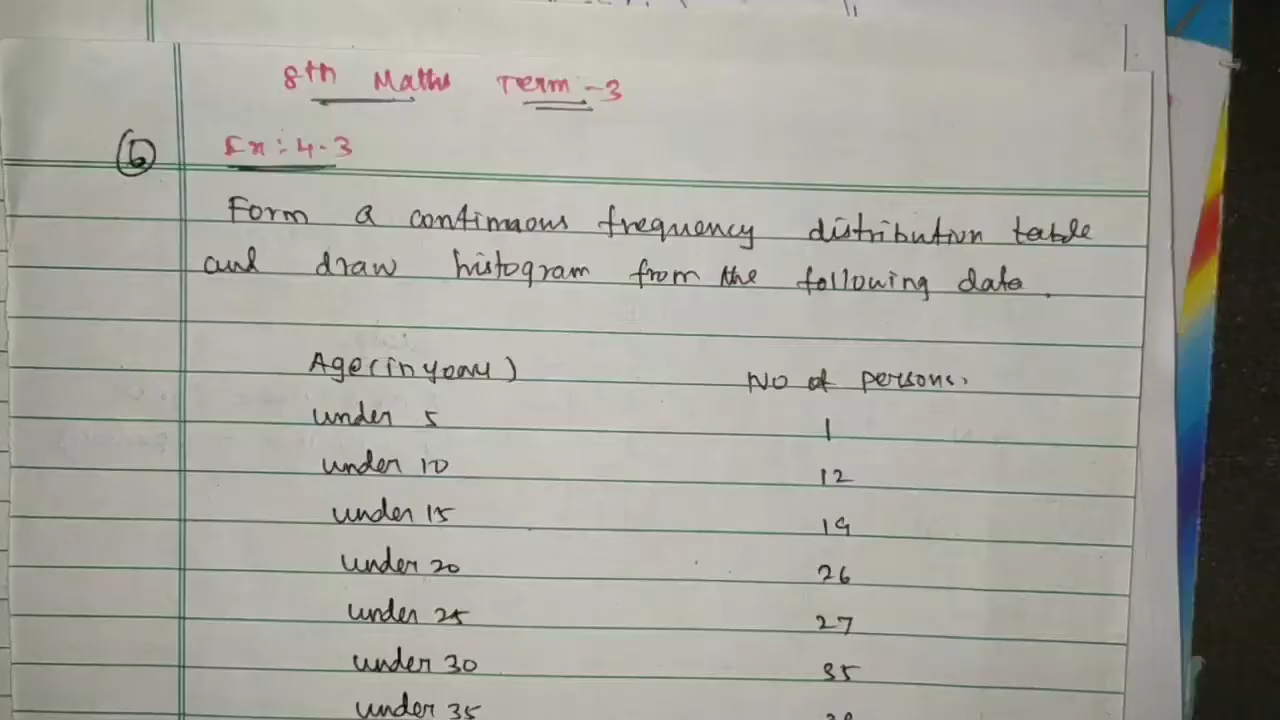 8th Maths Term-3
6 Ex: 4.3
Form a continuous frequency distribution table
and draw histogram from the following data.
Age(in year) No of persons.
under 5 1
under 10 12
under 15 19
under 20 26
under 25 27
under 30 35
under 35